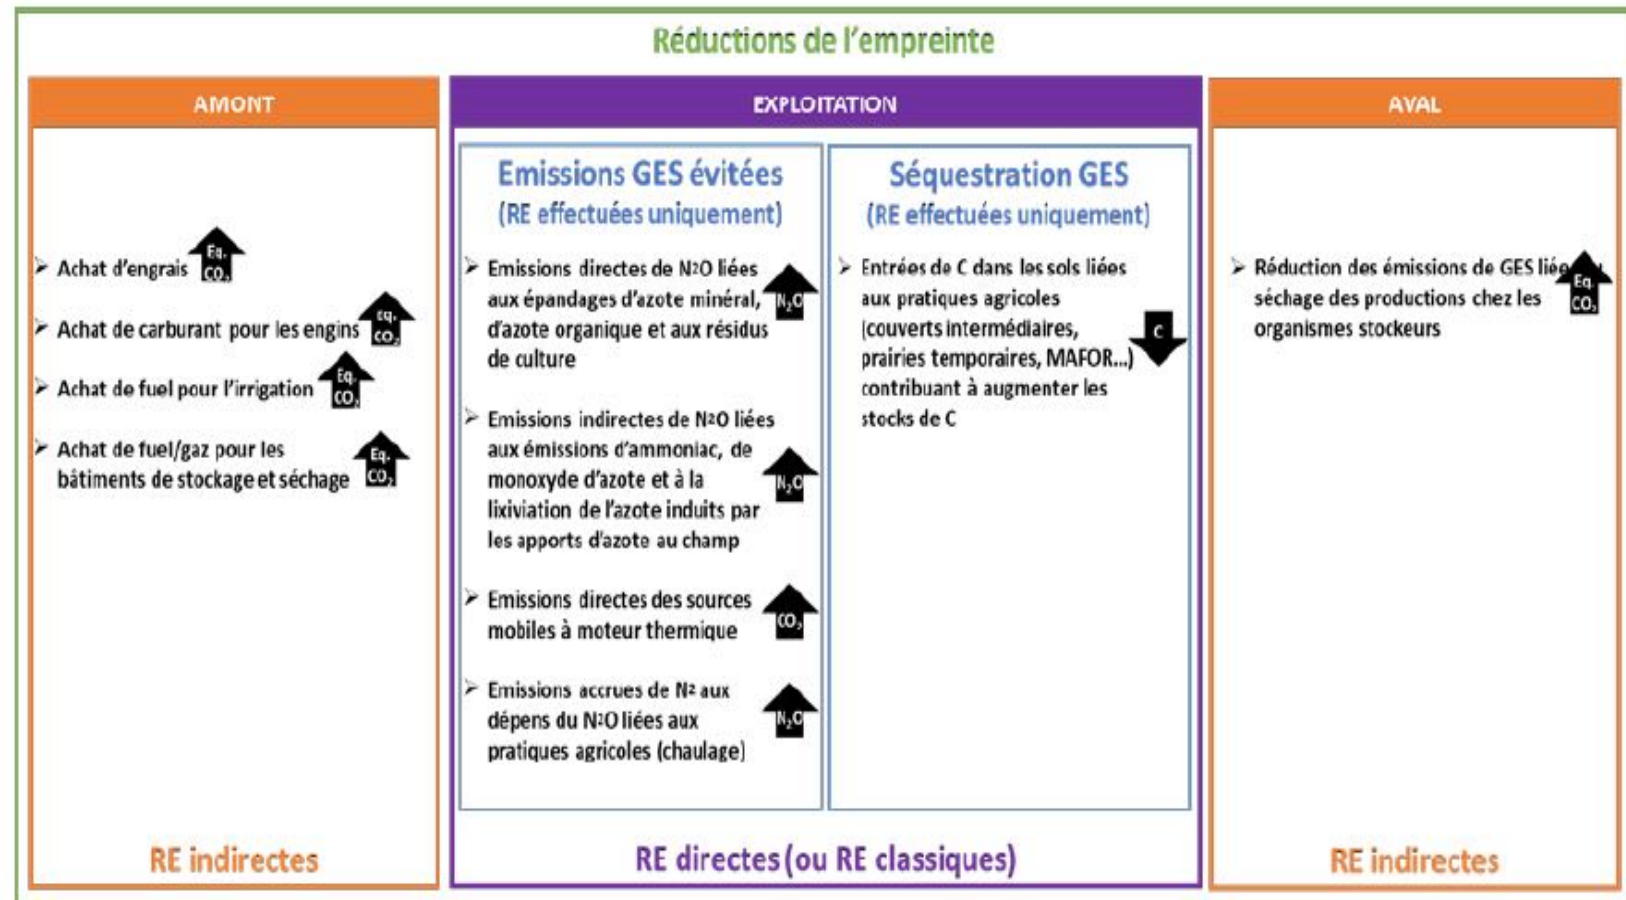 Réductions de l'empreinte
AMONT
➢ Achat d'engrais
Eq.
CO₂
➢ Achat de carburant pour les engins
Eq.
CO₂
➢ Achat de fuel pour l'irrigation
Eq.
CO₂
➢ Achat de fuel/gaz pour les
bâtiments de stockage et séchage
Eq.
CO₂
RE indirectes
EXPLOITATION
Emissions GES évitées
(RE effectuées uniquement)
➢ Emissions directes de N2O liées
aux épandages d'azote minéral,
d'azote organique et aux résidus
de culture
N₂O
➢ Emissions indirectes de N2O liées
aux émissions d'ammoniac, de
monoxyde d'azote et à la
lixiviation de l'azote induits par
les apports d'azote au champ
N₂O
➢ Emissions directes des sources
mobiles à moteur thermique
CO₂
➢ Emissions accrues de N2 aux
dépens du N2O liées aux
pratiques agricoles (chaulage)
N₂O
Séquestration GES
(RE effectuées uniquement)
➢ Entrées de C dans les sols liées
aux pratiques agricoles
(couverts intermédiaires,
prairies temporaires, MAFOR...)
contribuant à augmenter les
stocks de C
C
RE directes (ou RE classiques)
AVAL
➢ Réduction des émissions de GES
séchage des productions chez les
organismes stockeurs
Eq.
CO₂
RE indirectes